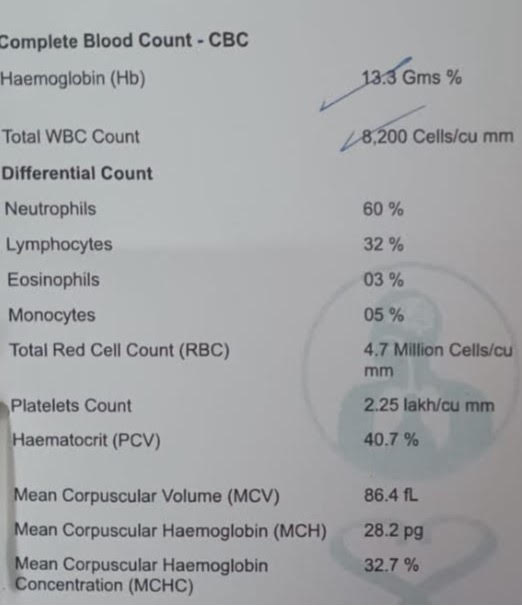 Complete Blood Count - CBC
Haemoglobin (Hb) 13.3 Gms %
Total WBC Count 8,200 Cells/cu mm
Differential Count
Neutrophils 60 %
Lymphocytes 32 %
Eosinophils 03 %
Monocytes 05 %
Total Red Cell Count (RBC) 4.7 Million Cells/cu
mm
Platelets Count 2.25 lakh/cu mm
Haematocrit (PCV) 40.7 %
Mean Corpuscular Volume (MCV) 86.4 fL
Mean Corpuscular Haemoglobin (MCH) 28.2 pg
Mean Corpuscular Haemoglobin 32.7 %
Concentration (MCHC)